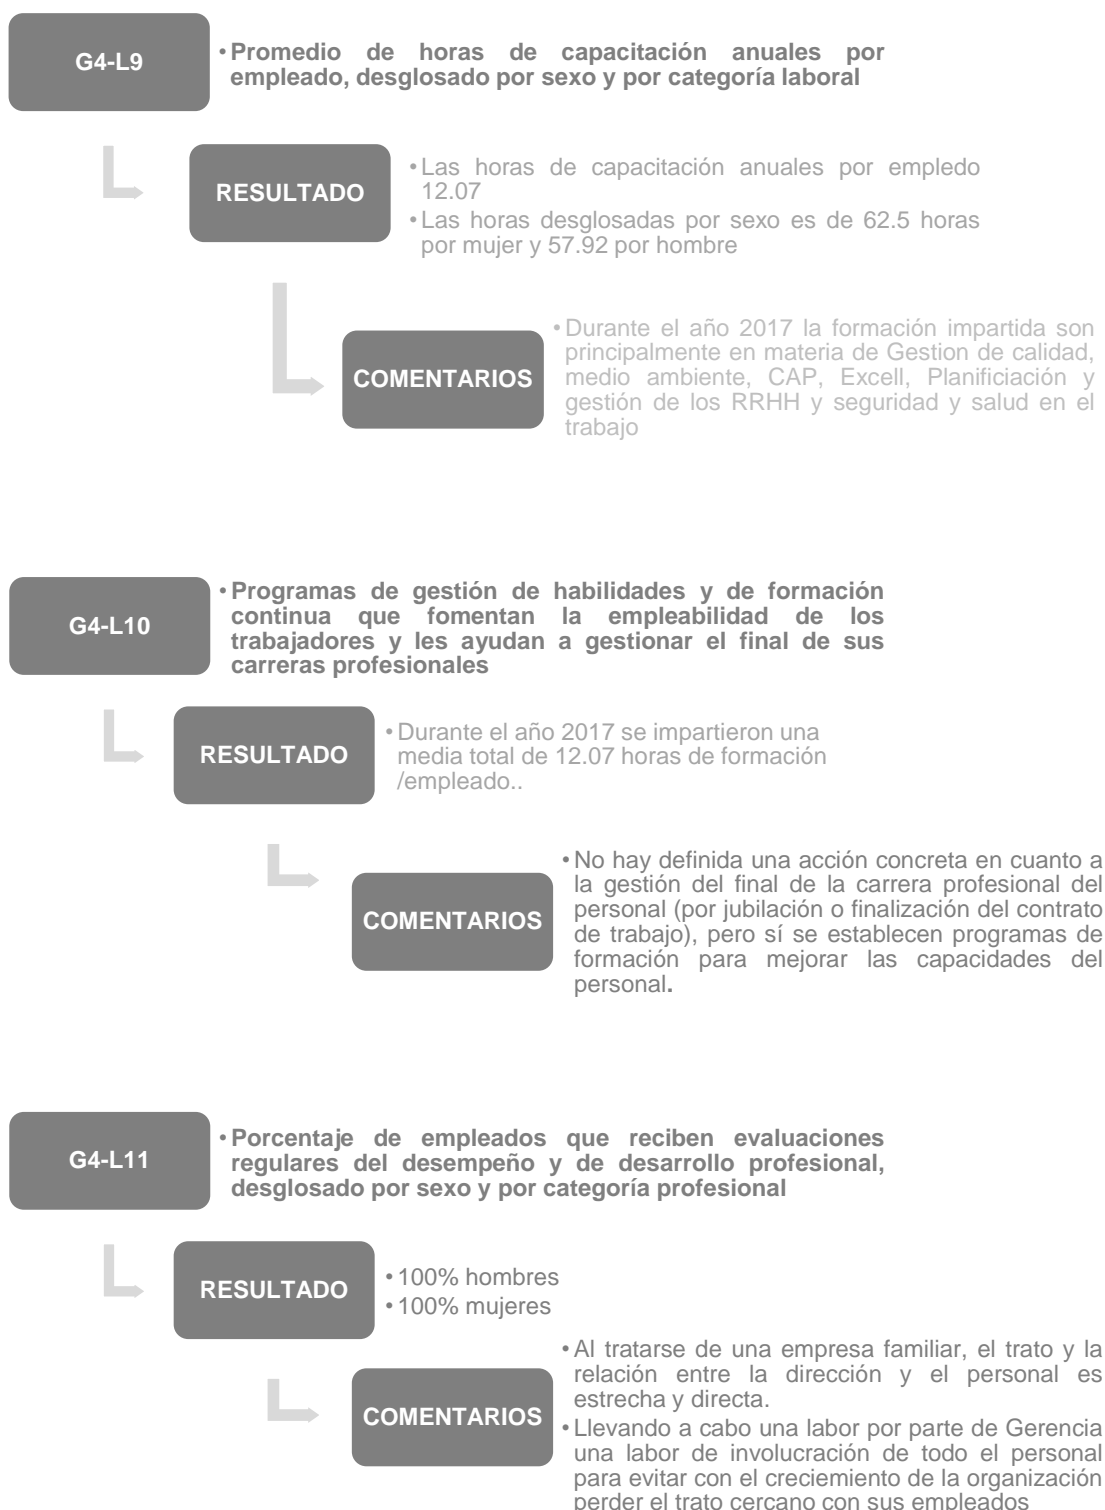 G4-L9
• Promedio de horas de capacitación anuales por
empleado, desglosado por sexo y por categoría laboral
RESULTADO
• Las horas de capacitación anuales por empledo
12.07
• Las horas desglosadas por sexo es de 62.5 horas
por mujer y 57.92 por hombre
COMENTARIOS
• Durante el año 2017 la formación impartida son
principalmente en materia de Gestion de calidad,
medio ambiente, CAP, Excell, Planificiación y
gestión de los RRHH y seguridad y salud en el
trabajo
G4-L10
• Programas de gestión de habilidades y de formación
continua que fomentan la empleabilidad de los
trabajadores y les ayudan a gestionar el final de sus
carreras profesionales
RESULTADO
• Durante el año 2017 se impartieron una
media total de 12.07 horas de formación
/empleado..
COMENTARIOS
• No hay definida una acción concreta en cuanto a
la gestión del final de la carrera profesional del
personal (por jubilación o finalización del contrato
de trabajo), pero sí se establecen programas de
formación para mejorar las capacidades del
personal.
G4-L11
• Porcentaje de empleados que reciben evaluaciones
regulares del desempeño y de desarrollo profesional,
desglosado por sexo y por categoría profesional
RESULTADO
• 100% hombres
• 100% mujeres
COMENTARIOS
• Al tratarse de una empresa familiar, el trato y la
relación entre la dirección y el personal es
estrecha y directa.
• Llevando a cabo una labor por parte de Gerencia
una labor de involucración de todo el personal
para evitar con el creciemiento de la organización
perder el trato cercano con sus empleados